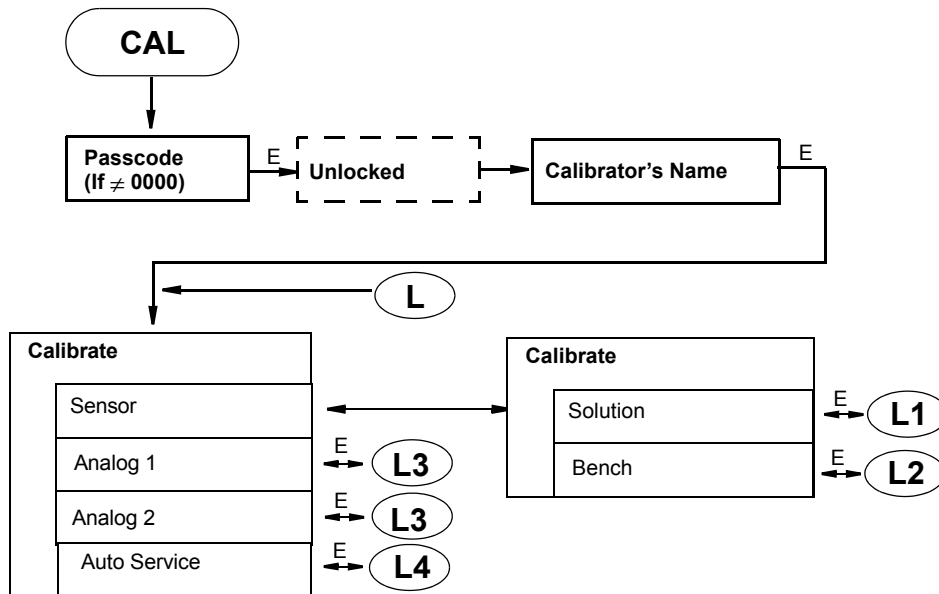 CAL
Passcode
(If ≠ 0000)
E
Unlocked
Calibrator's Name
E
L
Calibrate
Sensor
Analog 1
E
L3
Analog 2
E
L3
Auto Service
E
L4
Calibrate
Solution
E
L1
Bench
E
L2